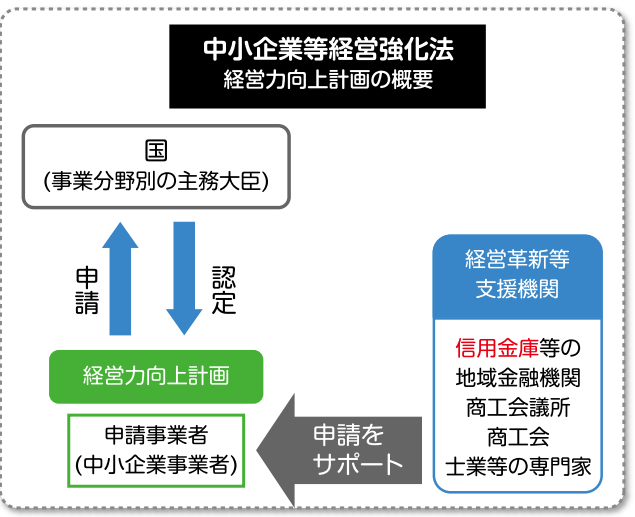 中小企業等経営強化法
経営力向上計画の概要
国
(事業分野別の主務大臣)
申請
認定
経営力向上計画
申請事業者
(中小企業事業者)
申請を
サポート
経営革新等
支援機関
信用金庫等の
地域金融機関
商工会議所
商工会
士業等の専門家